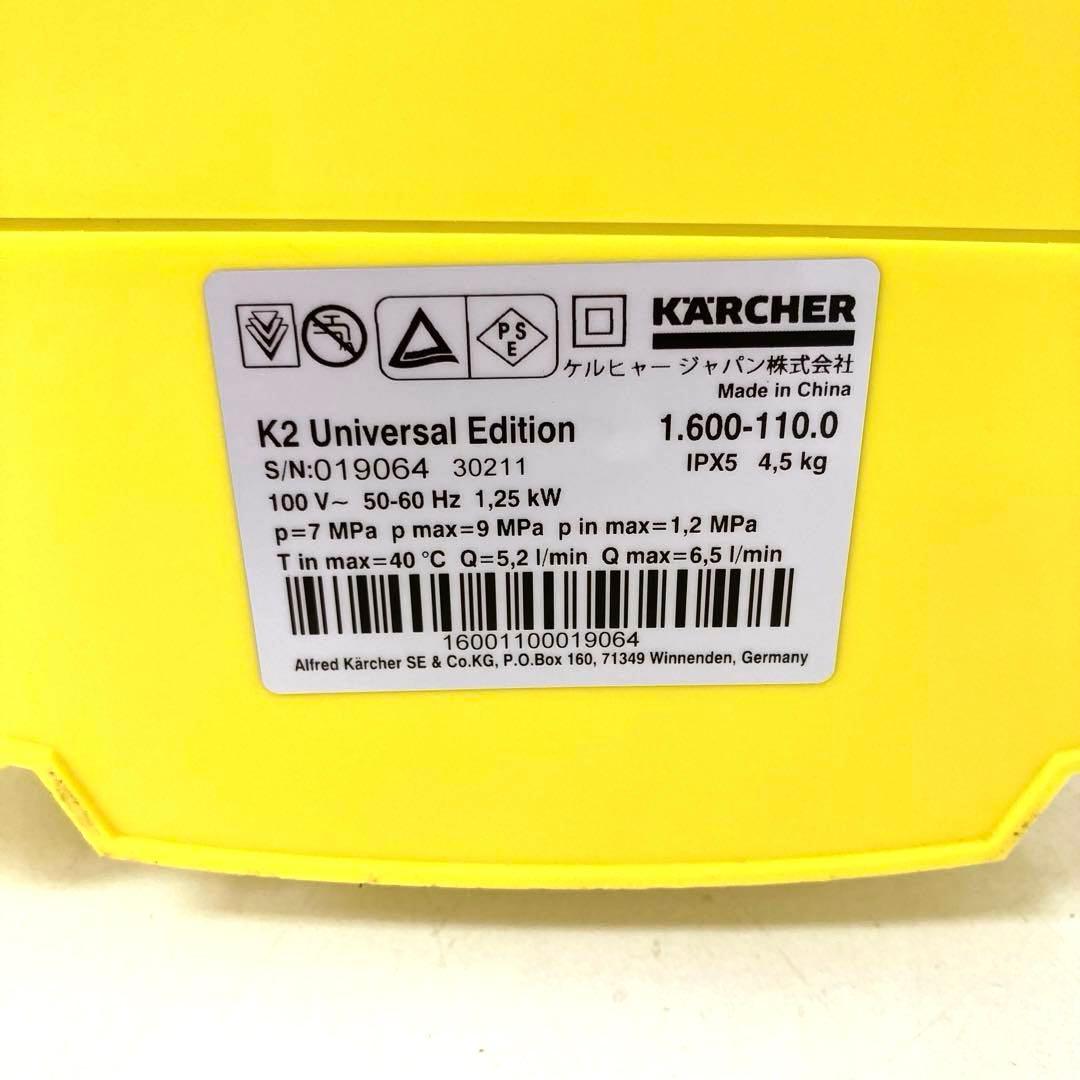 PSE
KÄRCHER
ケルヒャー ジャパン株式会社
Made in China
K2 Universal Edition 1.600-110.0
S/N:019064 30211 IPX5 4,5 kg
100 V~ 50-60 Hz 1,25 kW
p=7 MPa p max=9 MPa p in max=1,2 MPa
T in max=40 °C Q=5,2 l/min Q max=6,5 l/min
16001100019064
Alfred Kärcher SE & Co.KG, P.O.Box 160, 71349 Winnenden, Germany